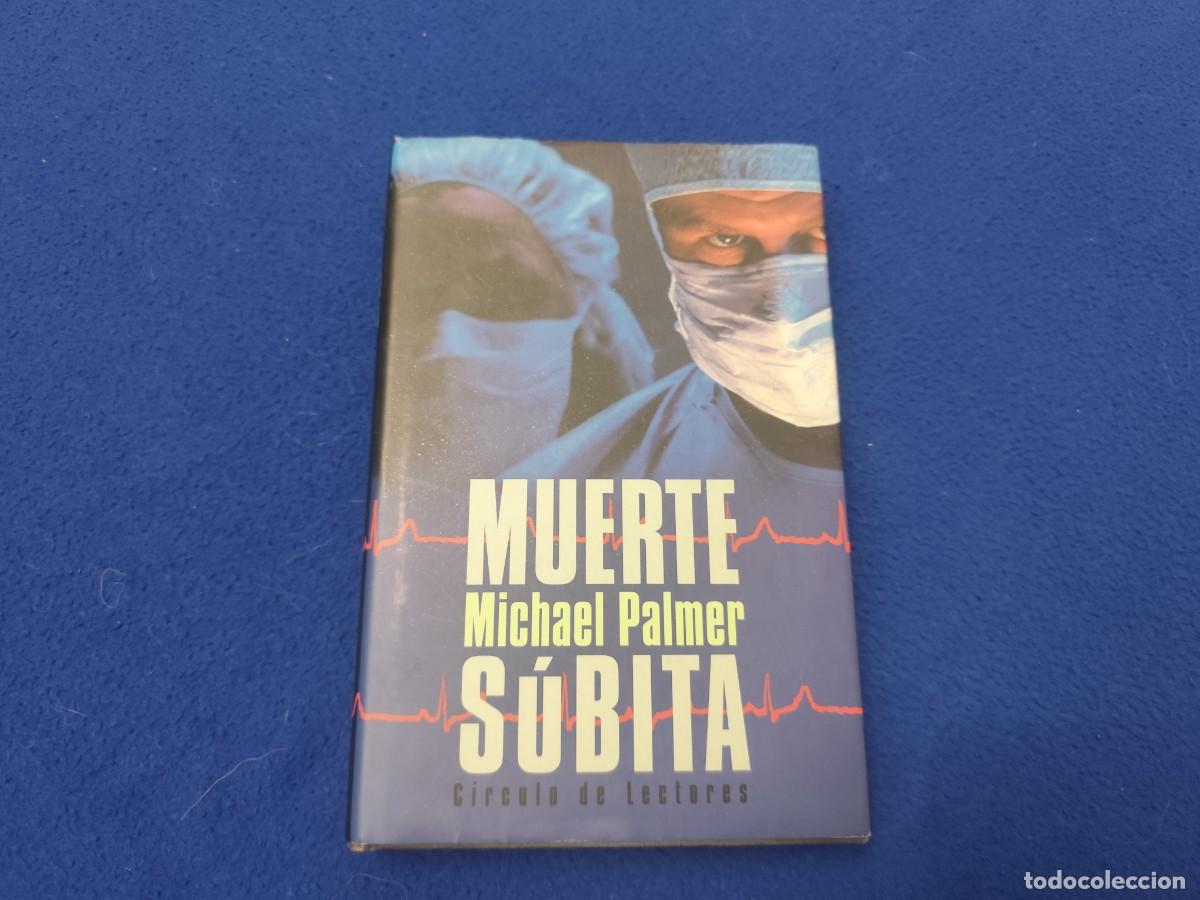 MUERTE
Michael Palmer
SÚBITA
Círculo de Lectores
todocoleccion